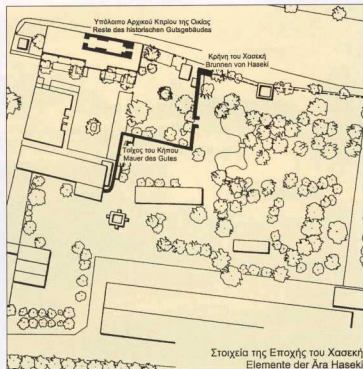 Υπόλοιπο Αρχικού Κτιρίου της Οικίας
Reste des historischen Gutsgebäudes
Κρήνη του Χασεκή
Brunnen von Haseki
Τοίχος του Κήπου
Mauer des Gutes
Στοιχεία της Εποχής του Χασεκή
Elemente der Ära Haseki